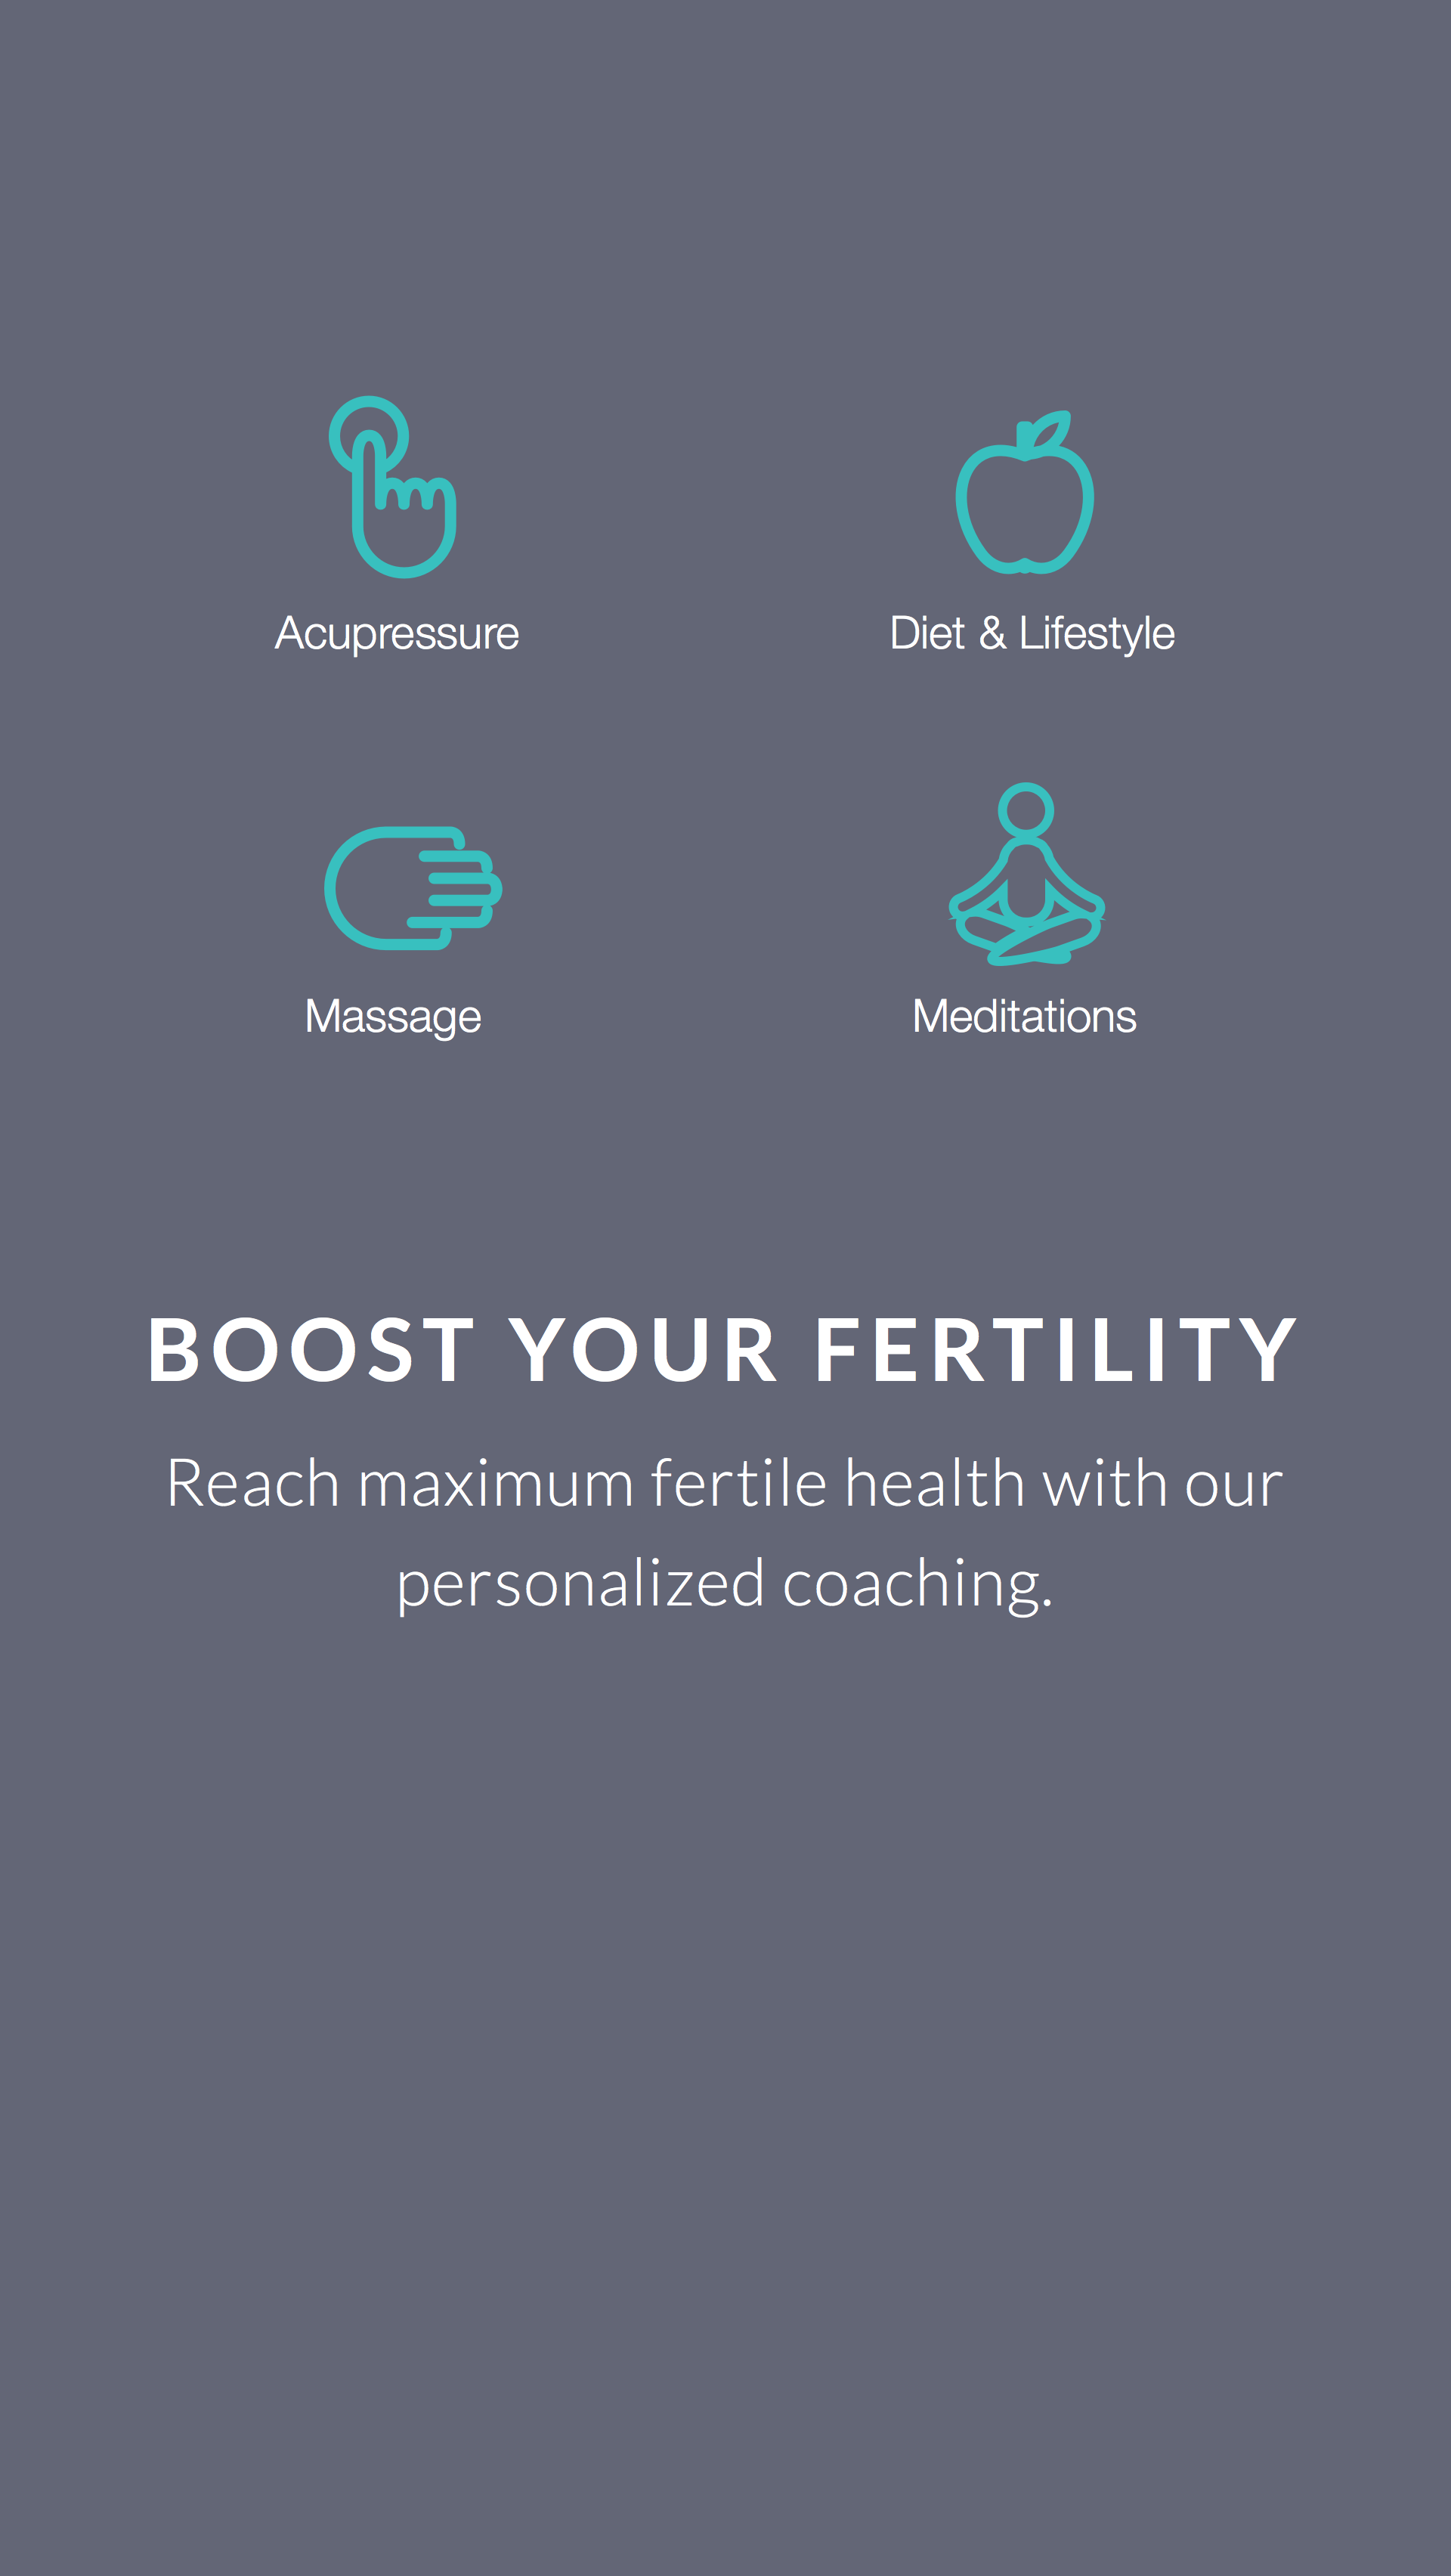 Acupressure
Diet & Lifestyle
Massage
Meditations
BOOST YOUR FERTILITY
Reach maximum fertile health with our
personalized coaching.